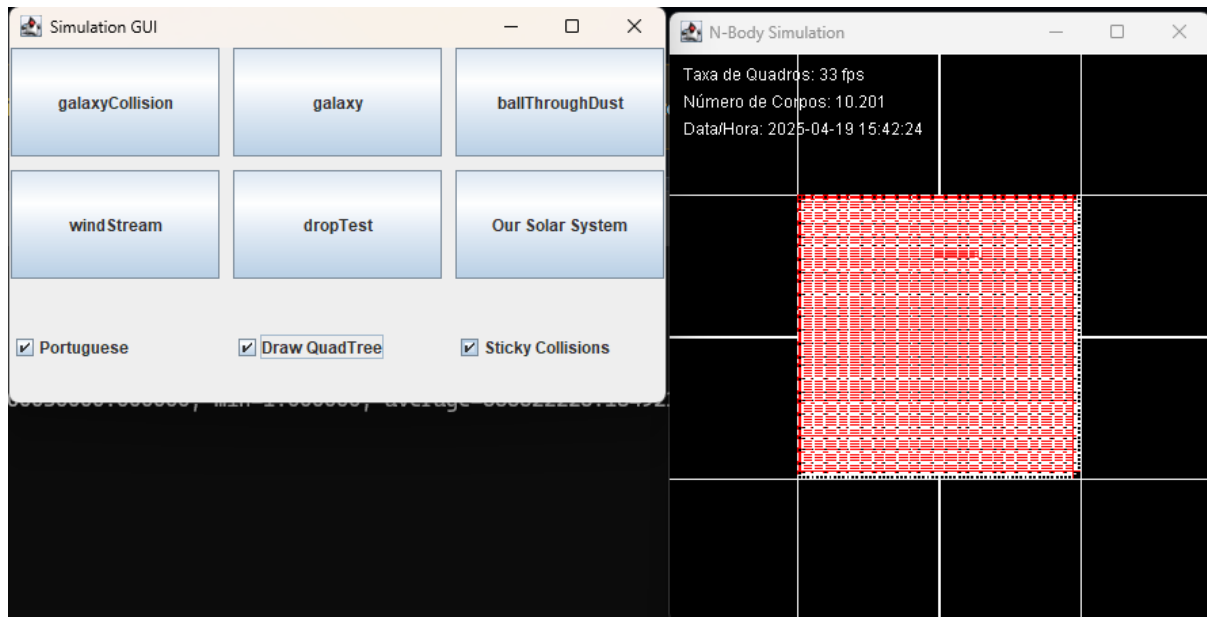 Simulation GUI
galaxyCollision
galaxy
ballThroughDust
windStream
dropTest
Our Solar System
Portuguese
Draw QuadTree
Sticky Collisions
N-Body Simulation
Taxa de Quadros: 33 fps
Número de Corpos: 10.201
Data/Hora: 2025-04-19 15:42:24